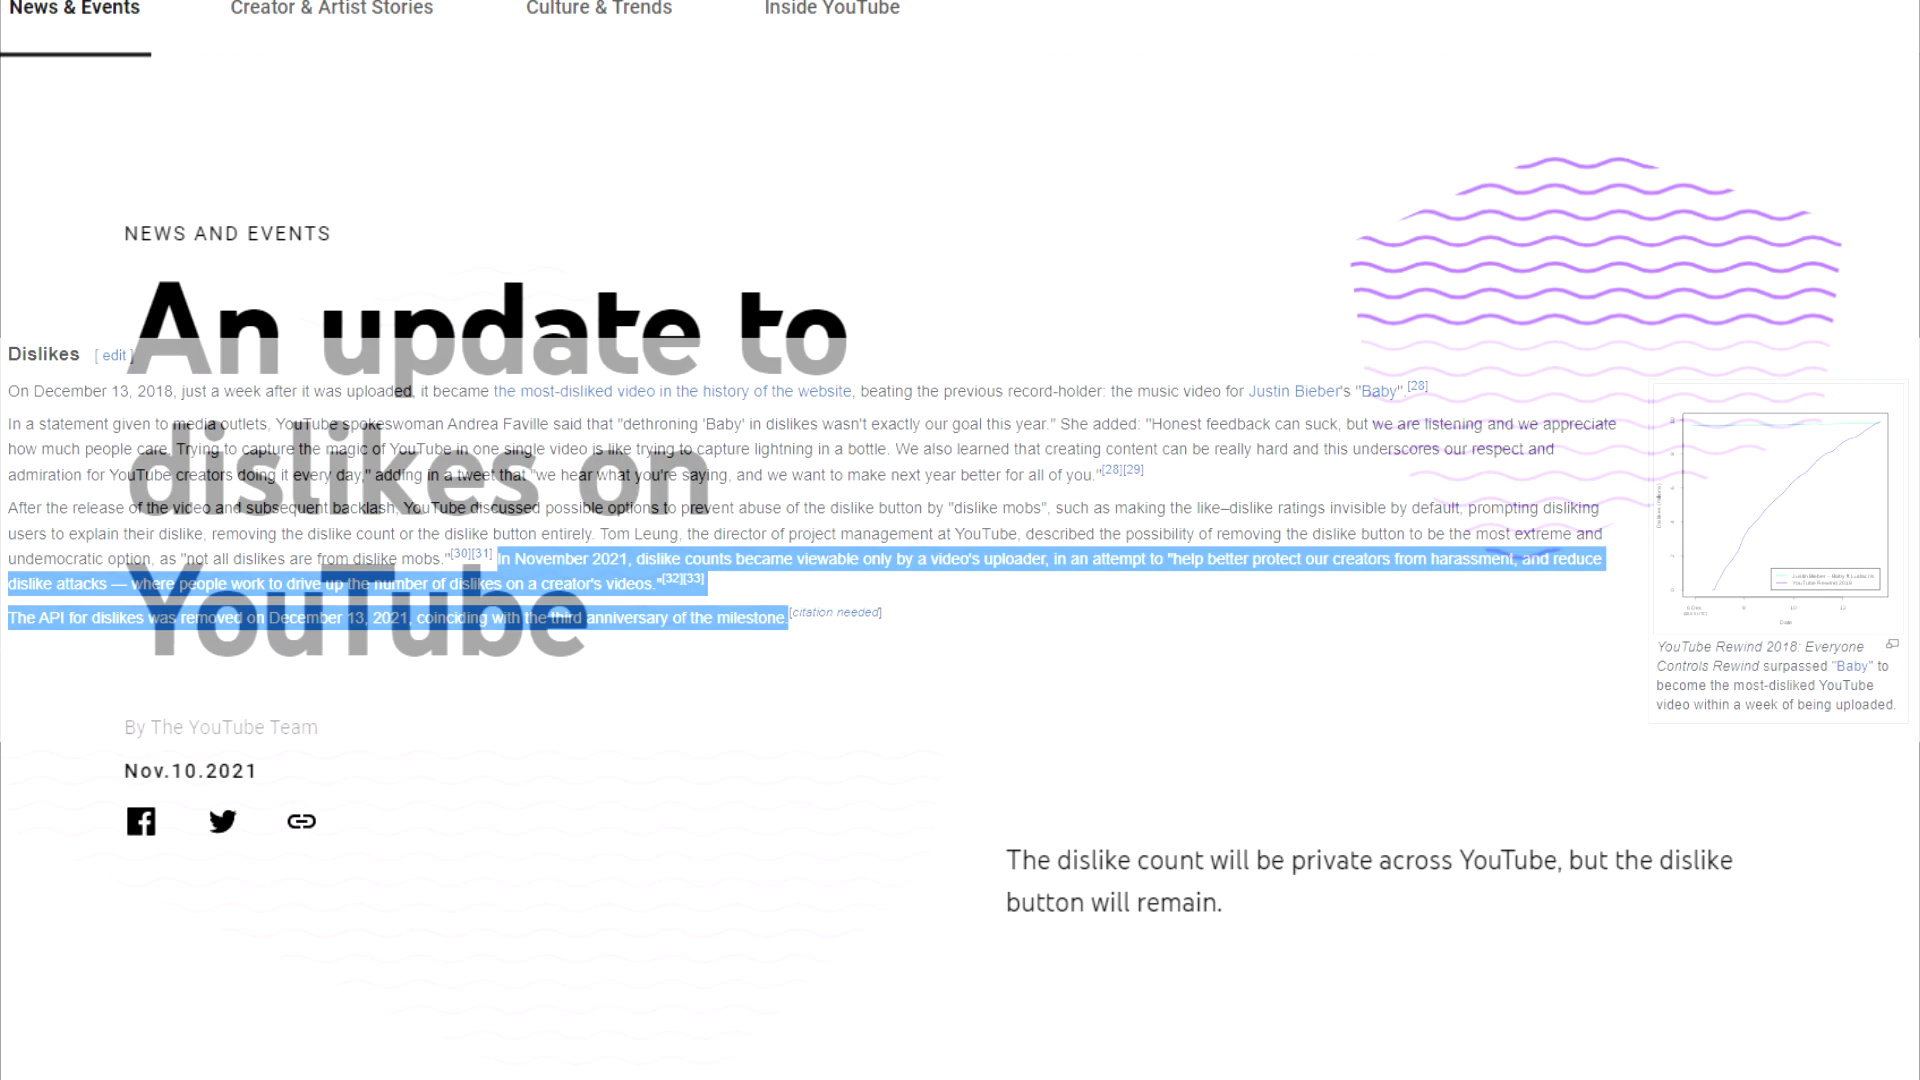 News & Events
Creator & Artist Stories
Culture & Trends
Inside YouTube
NEWS AND EVENTS
An update to
dislikes on
YouTube
By The YouTube Team
Nov.10.2021
The dislike count will be private across YouTube, but the dislike
button will remain.
Dislikes [ edit ]
On December 13, 2018, just a week after it was uploaded, it became the most-disliked video in the history of the website, beating the previous record-holder: the music video for Justin Bieber's "Baby".[28]
In a statement given to media outlets, YouTube spokeswoman Andrea Faville said that "dethroning 'Baby' in dislikes wasn't exactly our goal this year." She added: "Honest feedback can suck, but we are listening and we appreciate
how much people care. Trying to capture the magic of YouTube in one single video is like trying to capture lightning in a bottle. We also learned that creating content can be really hard and this underscores our respect and
admiration for YouTube creators doing it every day," adding in a tweet that "we hear what you're saying, and we want to make next year better for all of you."[28][29]
After the release of the video and subsequent backlash, YouTube discussed possible options to prevent abuse of the dislike button by "dislike mobs", such as making the like–dislike ratings invisible by default, prompting disliking
users to explain their dislike, removing the dislike count or the dislike button entirely. Tom Leung, the director of project management at YouTube, described the possibility of removing the dislike button to be the most extreme and
undemocratic option, as "not all dislikes are from dislike mobs."[30][31] In November 2021, dislike counts became viewable only by a video's uploader, in an attempt to "help better protect our creators from harassment, and reduce
dislike attacks — where people work to drive up the number of dislikes on a creator's videos."[32][33]
The API for dislikes was removed on December 13, 2021, coinciding with the third anniversary of the milestone.[citation needed]
YouTube Rewind 2018
Date
YouTube Rewind 2018: Everyone
Controls Rewind surpassed "Baby" to
become the most-disliked YouTube
video within a week of being uploaded.